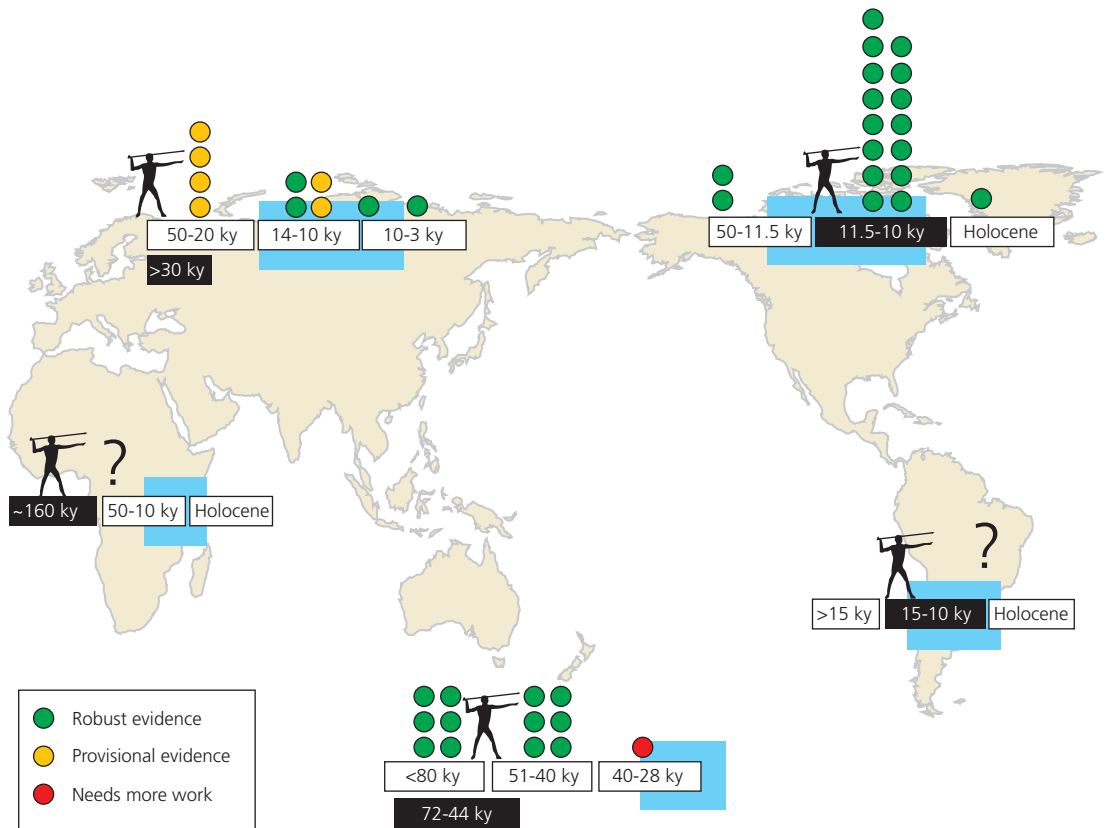 50-20 ky
14-10 ky
10-3 ky
>30 ky
50-11.5 ky
11.5-10 ky
Holocene
?
~160 ky
50-10 ky
Holocene
?
>15 ky
15-10 ky
Holocene
<80 ky
51-40 ky
40-28 ky
72-44 ky
Robust evidence
Provisional evidence
Needs more work